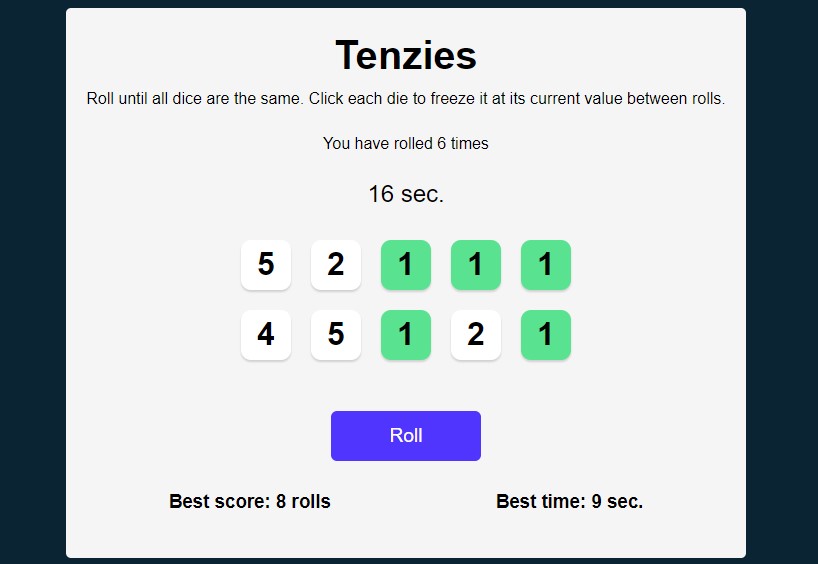 Tenzies
Roll until all dice are the same. Click each die to freeze it at its current value between rolls.
You have rolled 6 times
16 sec.
5 2 1 1 1
4 5 1 2 1
Roll
Best score: 8 rolls Best time: 9 sec.